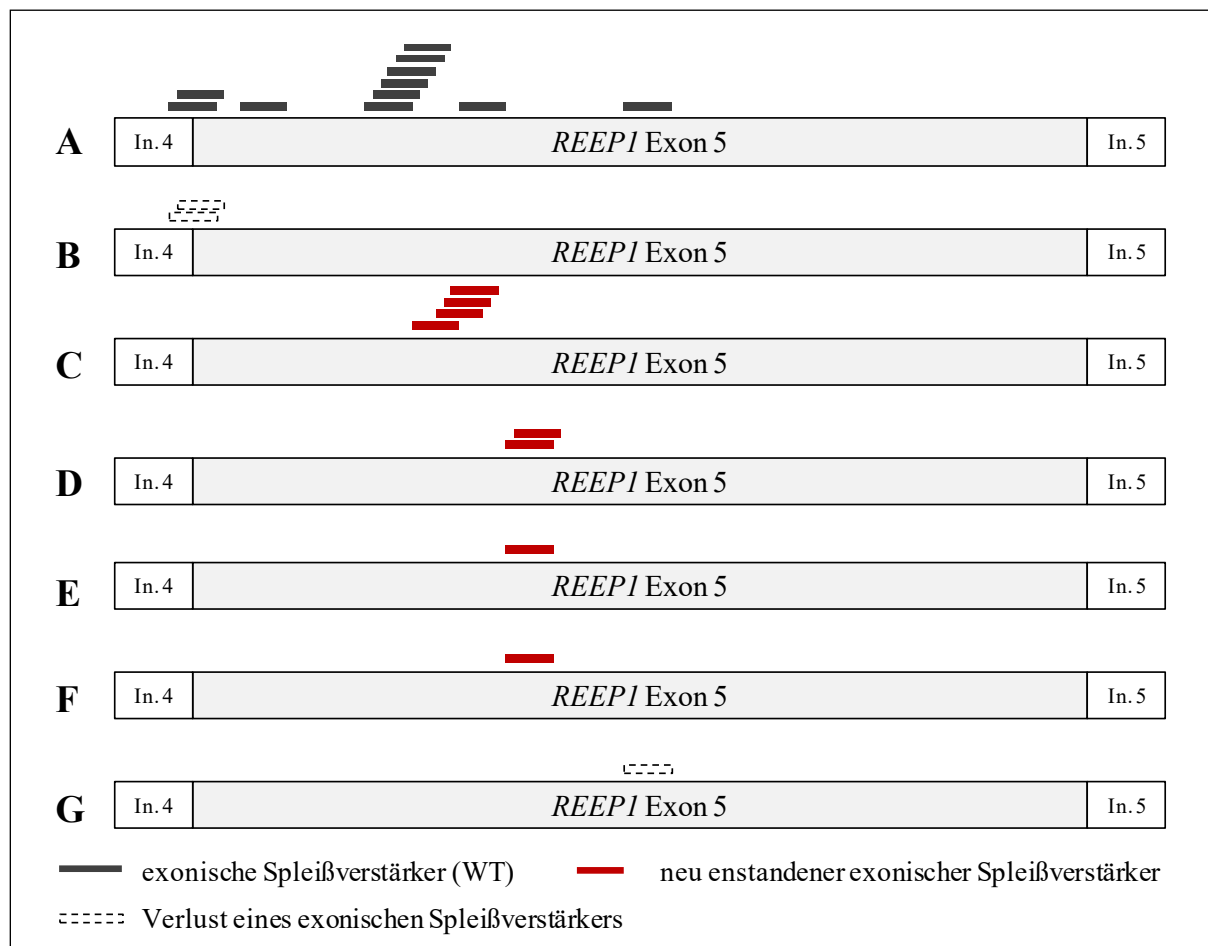 A In. 4 REEP1 Exon 5 In. 5
B In. 4 REEP1 Exon 5 In. 5
C In. 4 REEP1 Exon 5 In. 5
D In. 4 REEP1 Exon 5 In. 5
E In. 4 REEP1 Exon 5 In. 5
F In. 4 REEP1 Exon 5 In. 5
G In. 4 REEP1 Exon 5 In. 5
exonische Spleißverstärker (WT) neu enstandener exonischer Spleißverstärker
Verlust eines exonischen Spleißverstärkers